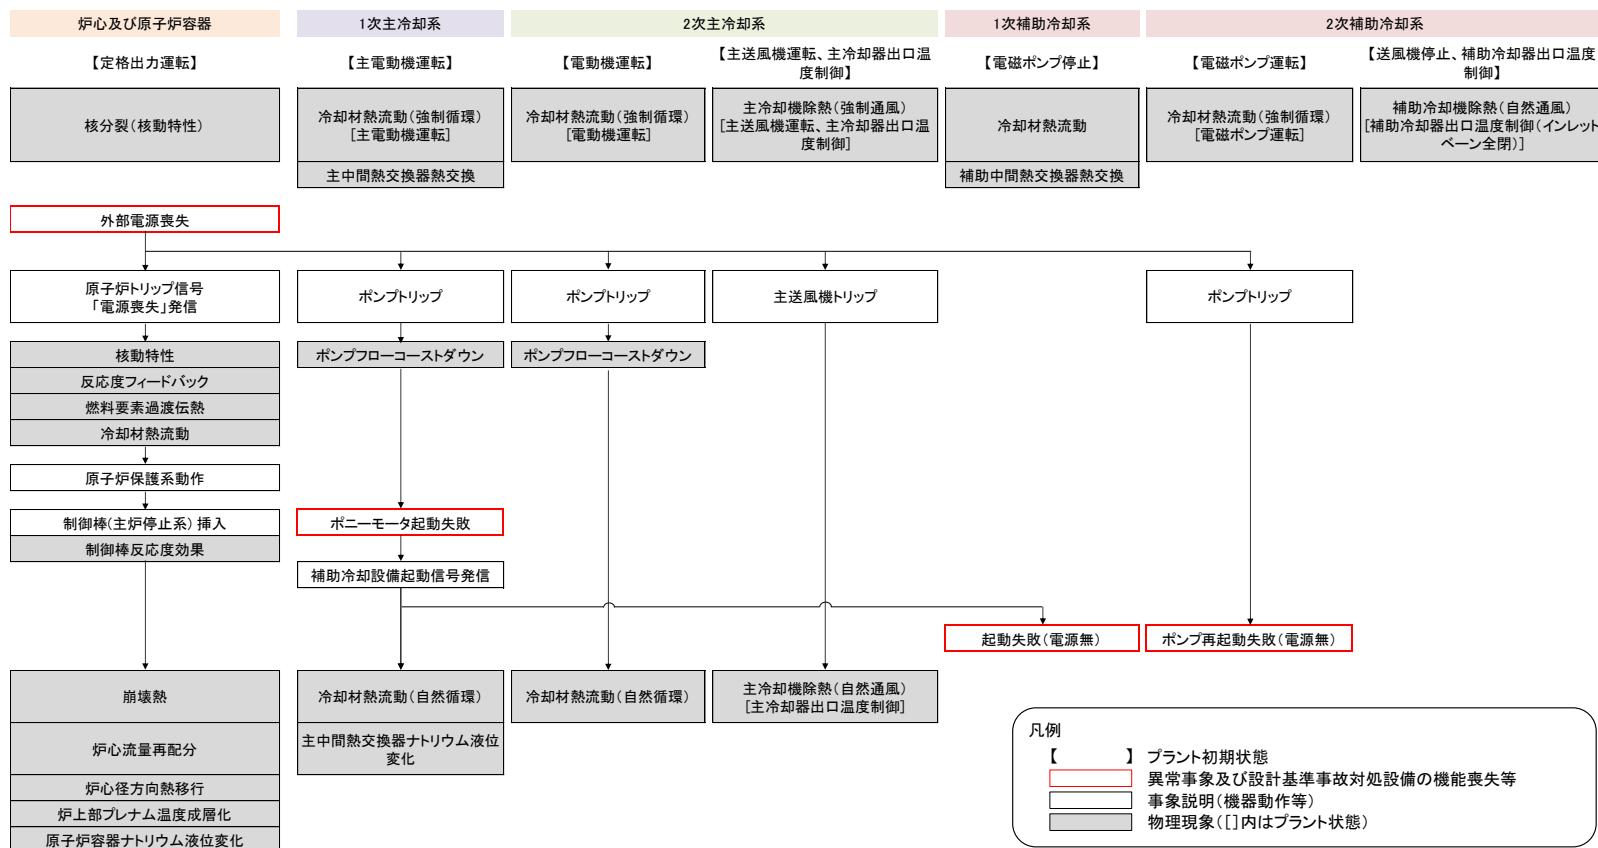 炉心及び原子炉容器
1次主冷却系
2次主冷却系
1次補助冷却系
2次補助冷却系
【定格出力運転】
【主電動機運転】
【電動機運転】
【主送風機運転、主冷却器出口温
度制御】
【電磁ポンプ停止】
【電磁ポンプ運転】
【送風機停止、補助冷却器出口温度
制御】
核分裂(核動特性)
冷却材熱流動(強制循環)
[主電動機運転]
冷却材熱流動(強制循環)
[電動機運転]
主冷却機除熱(強制通風)
[主送風機運転、主冷却器出口温
度制御]
冷却材熱流動
冷却材熱流動(強制循環)
[電磁ポンプ運転]
補助冷却機除熱(自然通風)
[補助冷却器出口温度制御(インレット
ベーン全閉)]
主中間熱交換器熱交換
補助中間熱交換器熱交換
外部電源喪失
原子炉トリップ信号
「電源喪失」発信
ポンプトリップ
ポンプトリップ
主送風機トリップ
ポンプトリップ
核動特性
ポンプフローコーストダウン
ポンプフローコーストダウン
反応度フィードバック
燃料要素過渡伝熱
冷却材熱流動
原子炉保護系動作
制御棒(主炉停止系) 挿入
ポニーモータ起動失敗
制御棒反応度効果
補助冷却設備起動信号発信
起動失敗(電源無)
ポンプ再起動失敗(電源無)
崩壊熱
冷却材熱流動(自然循環)
冷却材熱流動(自然循環)
主冷却機除熱(自然通風)
[主冷却器出口温度制御]
炉心流量再配分
主中間熱交換器ナトリウム液位
変化
炉心径方向熱移行
炉上部プレナム温度成層化
原子炉容器ナトリウム液位変化
凡例
【 】 プラント初期状態
異常事象及び設計基準事故対処設備の機能喪失等
事象説明(機器動作等)
物理現象([]内はプラント状態)